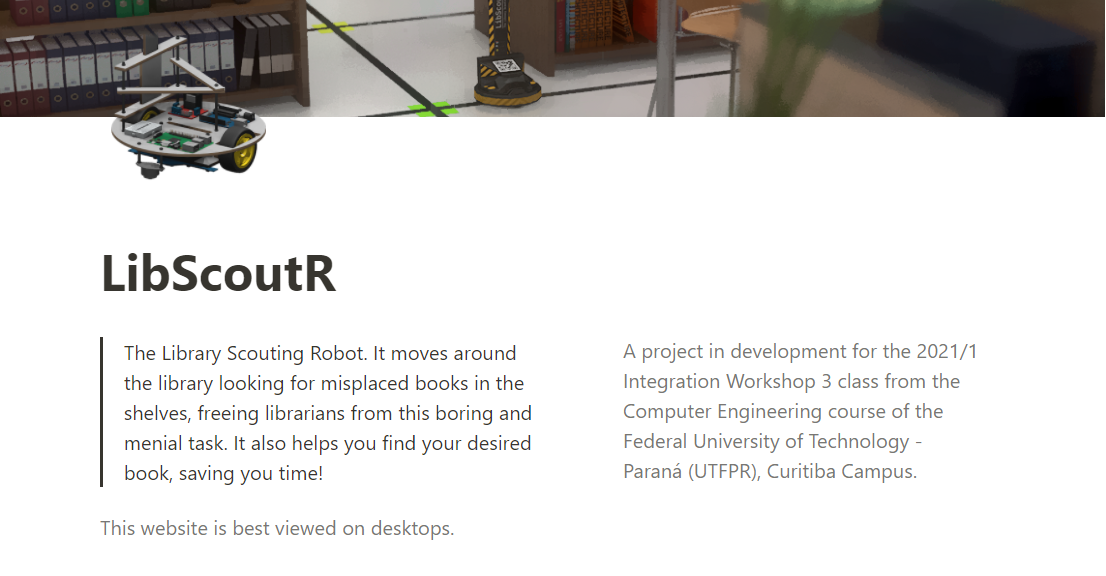 LibScoutR
The Library Scouting Robot. It moves around
the library looking for misplaced books in the
shelves, freeing librarians from this boring and
menial task. It also helps you find your desired
book, saving you time!
A project in development for the 2021/1
Integration Workshop 3 class from the
Computer Engineering course of the
Federal University of Technology -
Paraná (UTFPR), Curitiba Campus.
This website is best viewed on desktops.